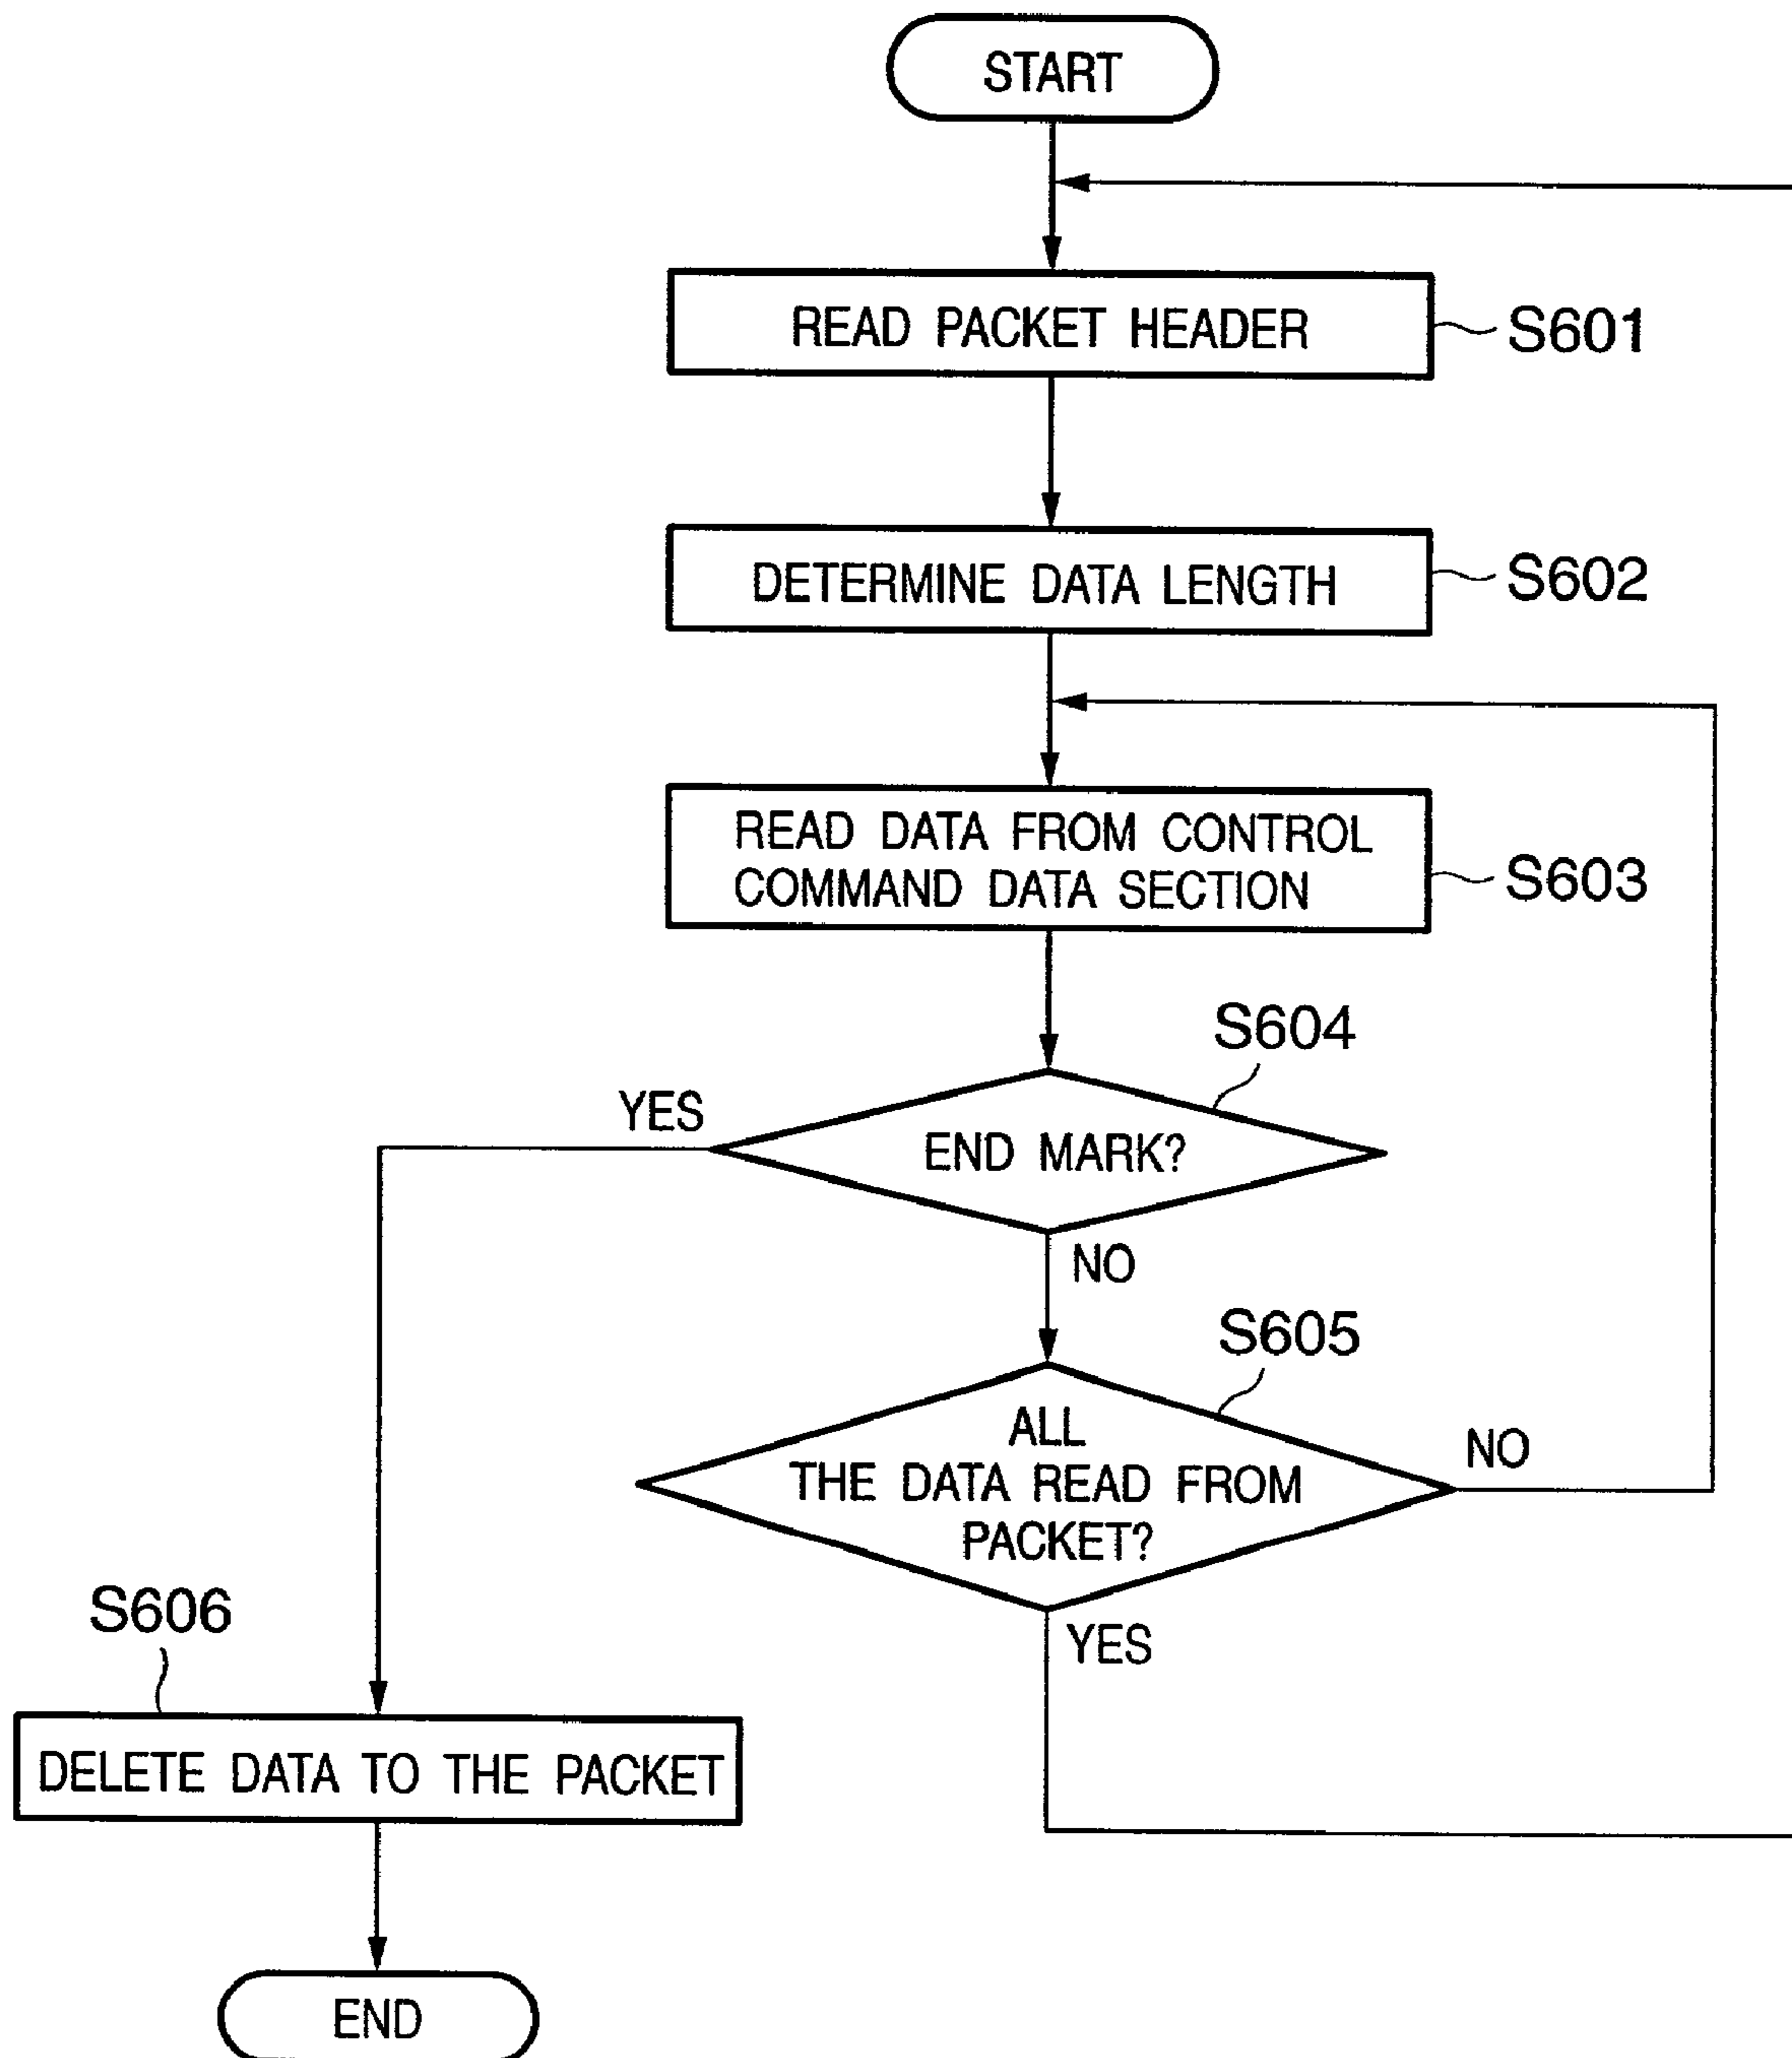 START
READ PACKET HEADER
S601
DETERMINE DATA LENGTH
S602
READ DATA FROM CONTROL
COMMAND DATA SECTION
S603
S604
YES
END MARK?
NO
S605
ALL
THE DATA READ FROM
PACKET?
NO
YES
S606
DELETE DATA TO THE PACKET
END